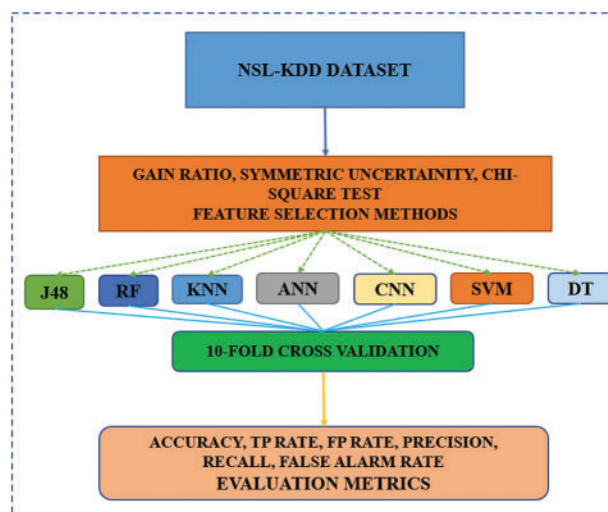 NSL-KDD DATASET
GAIN RATIO, SYMMETRIC UNCERTAINITY, CHI-
SQUARE TEST
FEATURE SELECTION METHODS
J48 RF KNN ANN CNN SVM DT
10-FOLD CROSS VALIDATION
ACCURACY, TP RATE, FP RATE, PRECISION,
RECALL, FALSE ALARM RATE
EVALUATION METRICS